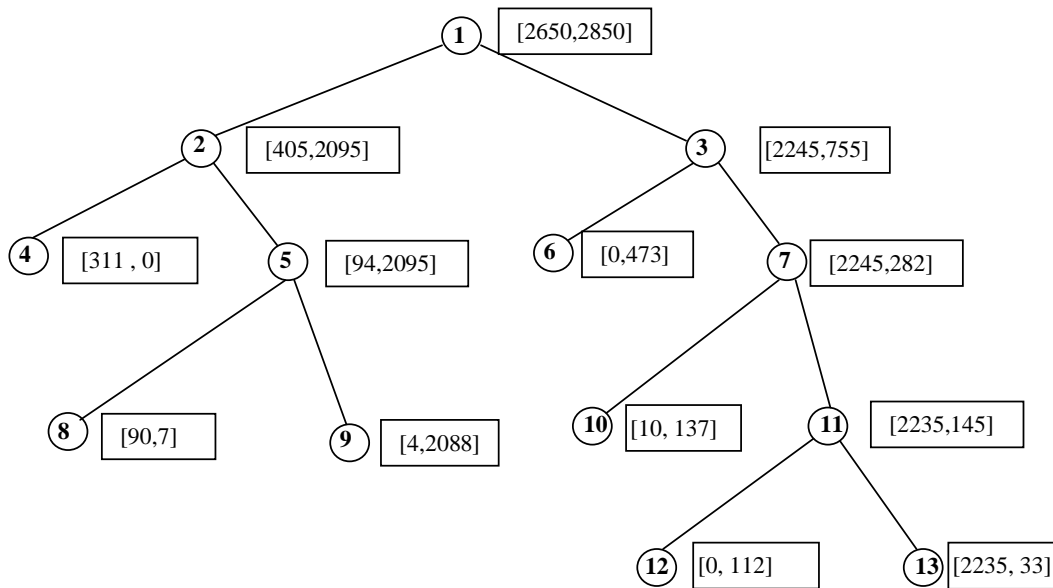 1 [2650,2850]
2 [405,2095] 3 [2245,755]
4 [311 , 0] 5 [94,2095] 6 [0,473] 7 [2245,282]
8 [90,7] 9 [4,2088] 10 [10, 137] 11 [2235,145]
12 [0, 112] 13 [2235, 33]